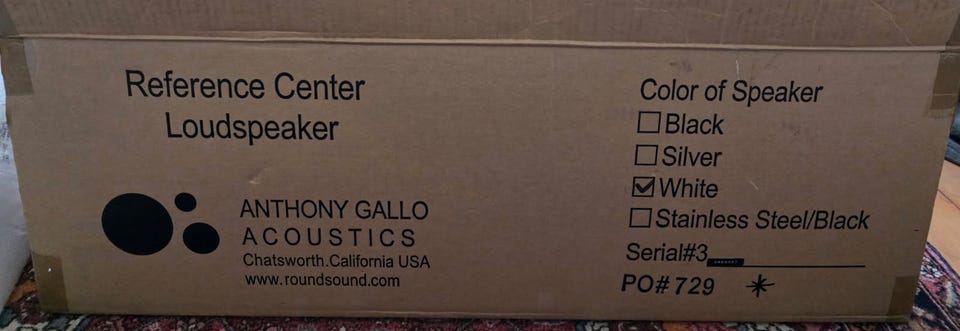 Reference Center
Loudspeaker
ANTHONY GALLO
ACOUSTICS
Chatsworth.California USA
www.roundsound.com
Color of Speaker
Black
Silver
White
Stainless Steel/Black
Serial#3
PO# 729 *